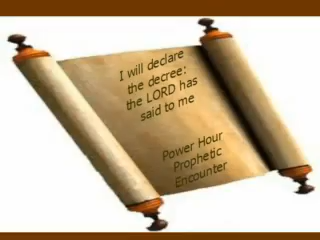 I will declare
the decree:
the LORD has
said to me
Power Hour
Prophetic
Encounter